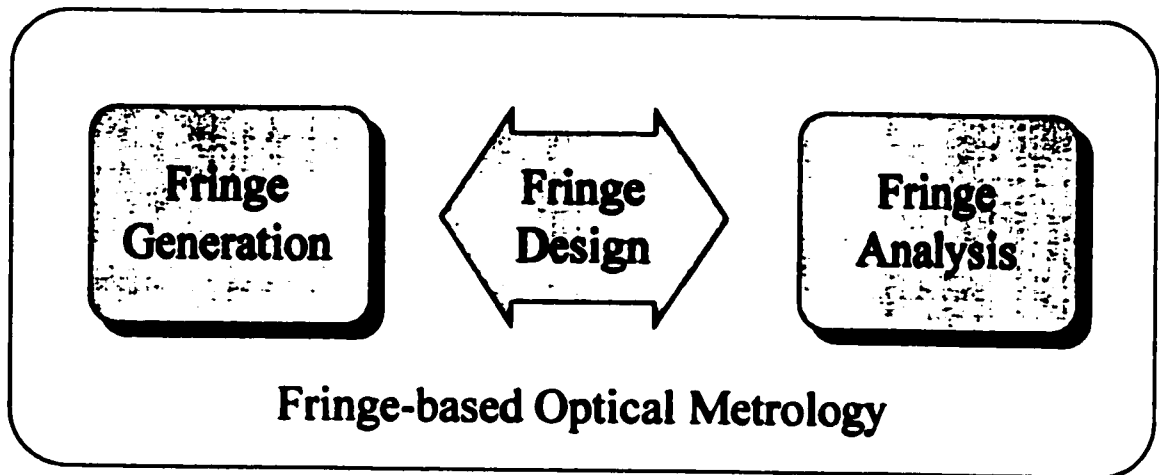 Fringe
Generation
Fringe
Design
Fringe
Analysis
Fringe-based Optical Metrology